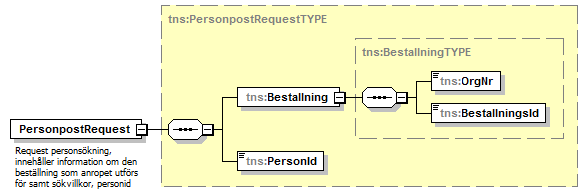 tns:PersonpostRequestTYPE
tns:BestallningTYPE
tns:OrgNr
tns:Bestallning
tns:BestallningsId
PersonpostRequest
tns:PersonId
Request personsökning,
innehåller information om den
beställning som anropet utförs
för samt sökvillkor, personid